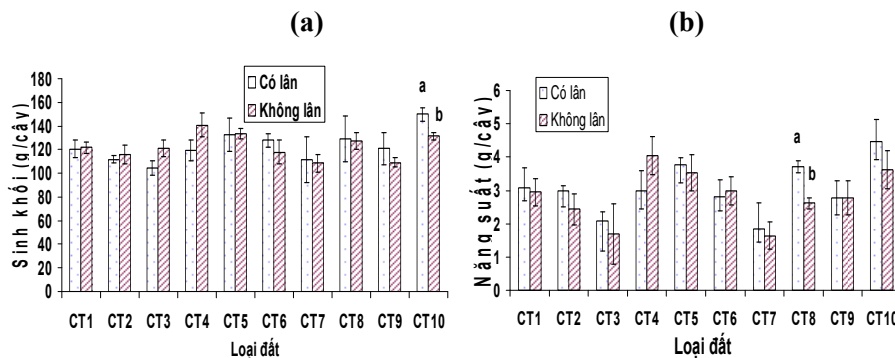 (a)
Sinh khối (g/cây)
180
160
140
120
100
80
60
40
20
0
Có lân
Không lân
a
b
CT1 CT2 CT3 CT4 CT5 CT6 CT7 CT8 CT9 CT10
Loại đất
(b)
Năng suất (g/cây)
6
5
4
3
2
1
0
Có lân
Không lân
a
b
CT1 CT2 CT3 CT4 CT5 CT6 CT7 CT8 CT9 CT10
Loại đất